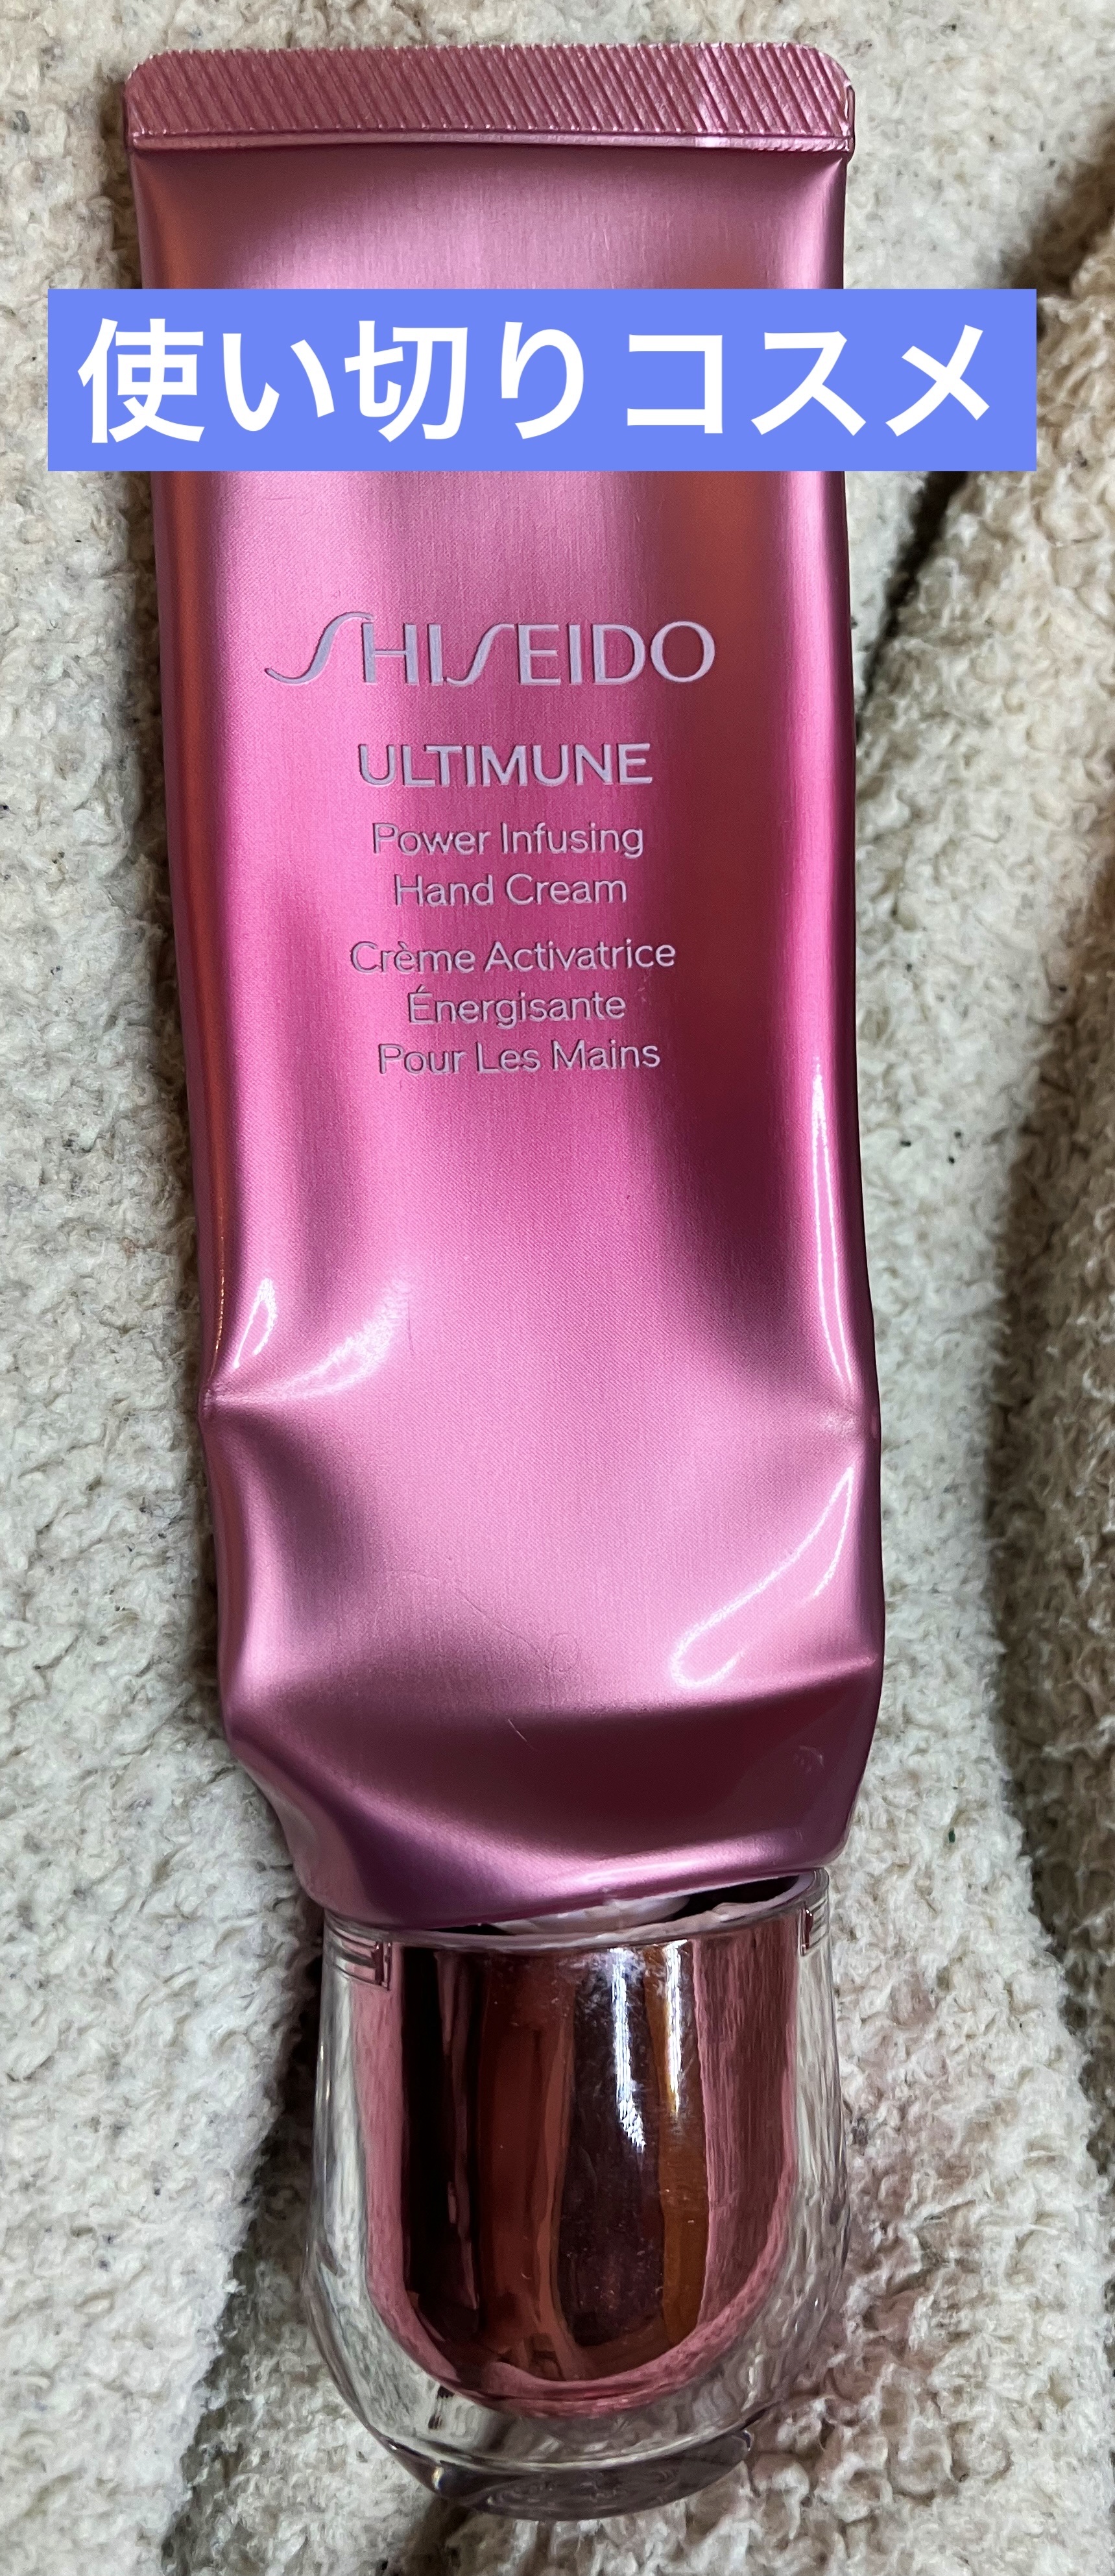 使い切りコスメ
SHISEIDO
ULTIMUNE
Power Infusing
Hand Cream
Crème Activatrice
Énergisante
Pour Les Mains